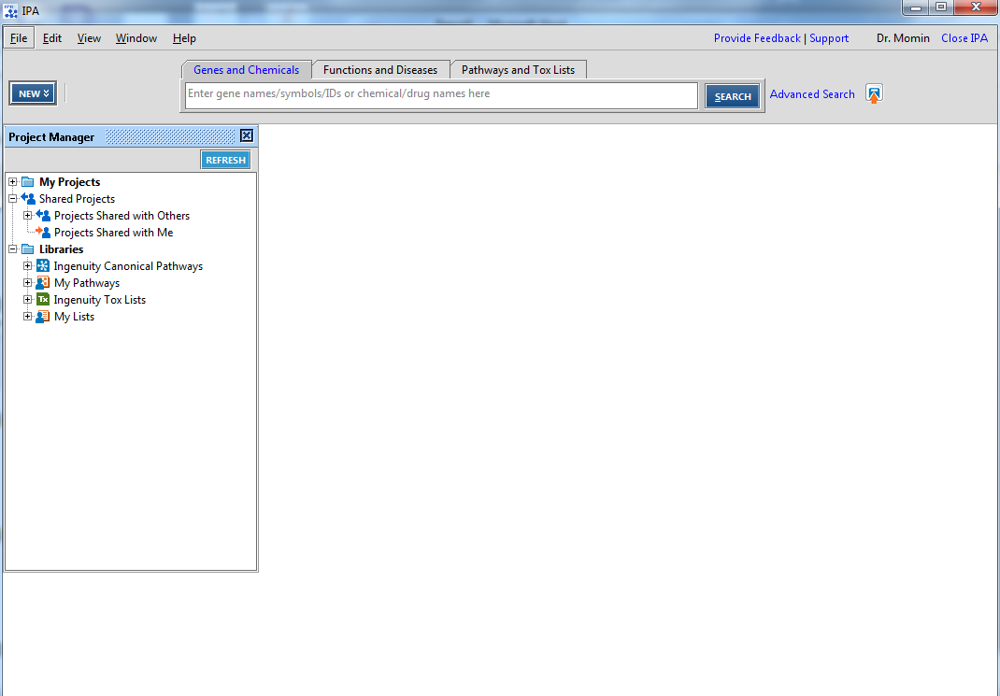 IPA
File Edit View Window Help
Provide Feedback | Support Dr. Momin Close IPA
Genes and Chemicals Functions and Diseases Pathways and Tox Lists
NEW
Enter gene names/symbols/IDs or chemical/drug names here
SEARCH
Advanced Search
Project Manager
REFRESH
My Projects
Shared Projects
Projects Shared with Others
Projects Shared with Me
Libraries
Ingenuity Canonical Pathways
My Pathways
Tx Ingenuity Tox Lists
My Lists